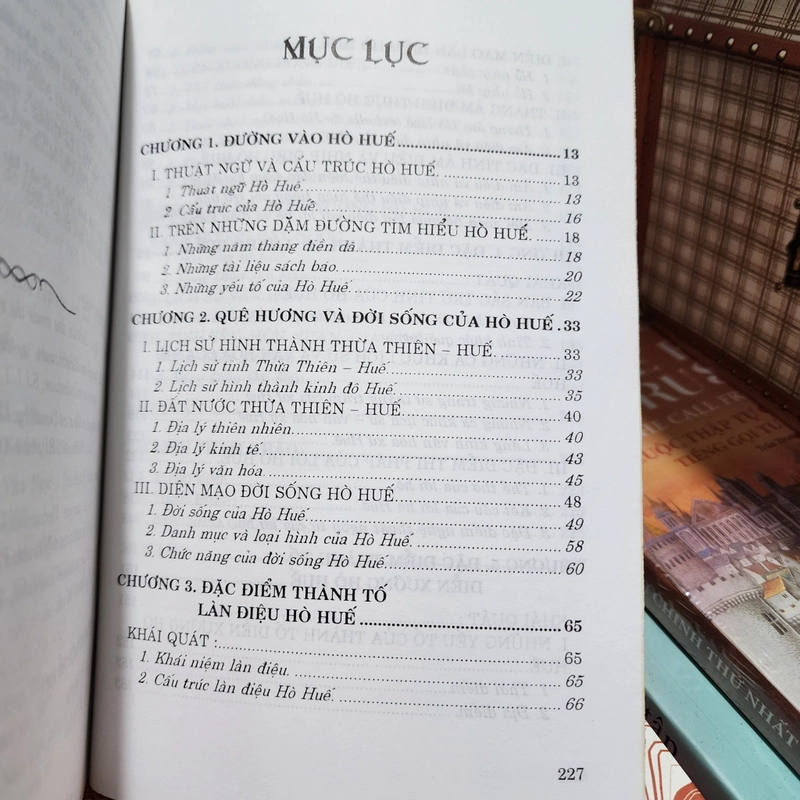 MỤC LỤC
CHƯƠNG 1. ĐƯỜNG VÀO HÒ HUẾ 13
I. THUẬT NGỮ VÀ CẤU TRÚC HÒ HUẾ. 13
1. Thuật ngữ Hò Huế. 13
2. Cấu trúc của Hò Huế. 16
II. TRÊN NHỮNG DẶM ĐƯỜNG TÌM HIỂU HÒ HUẾ. 18
1. Những năm tháng điền dã. 18
2. Những tài liệu sách báo. 20
3. Những yếu tố của Hò Huế. 22
CHƯƠNG 2. QUÊ HƯƠNG VÀ ĐỜI SỐNG CỦA HÒ HUẾ . 33
I. LỊCH SỬ HÌNH THÀNH THỪA THIÊN – HUẾ. 33
1. Lịch sử tỉnh Thừa Thiên – Huế. 33
2. Lịch sử hình thành kinh đô Huế. 35
II. ĐẤT NƯỚC THỪA THIÊN – HUẾ. 40
1. Địa lý thiên nhiên. 40
2. Địa lý kinh tế. 43
3. Địa lý văn hóa. 45
III. DIỆN MẠO ĐỜI SỐNG HÒ HUẾ. 48
1. Đời sống của Hò Huế. 49
2. Danh mục và loại hình của Hò Huế. 58
3. Chức năng của đời sống Hò Huế. 60
CHƯƠNG 3. ĐẶC ĐIỂM THÀNH TỐ
LÀN ĐIỆU HÒ HUẾ 65
KHÁI QUÁT : 65
1. Khái niệm làn điệu. 65
2. Cấu trúc làn điệu Hò Huế. 66
227
TIẾNG GỌI
CHÍNH THỨ NHẤT